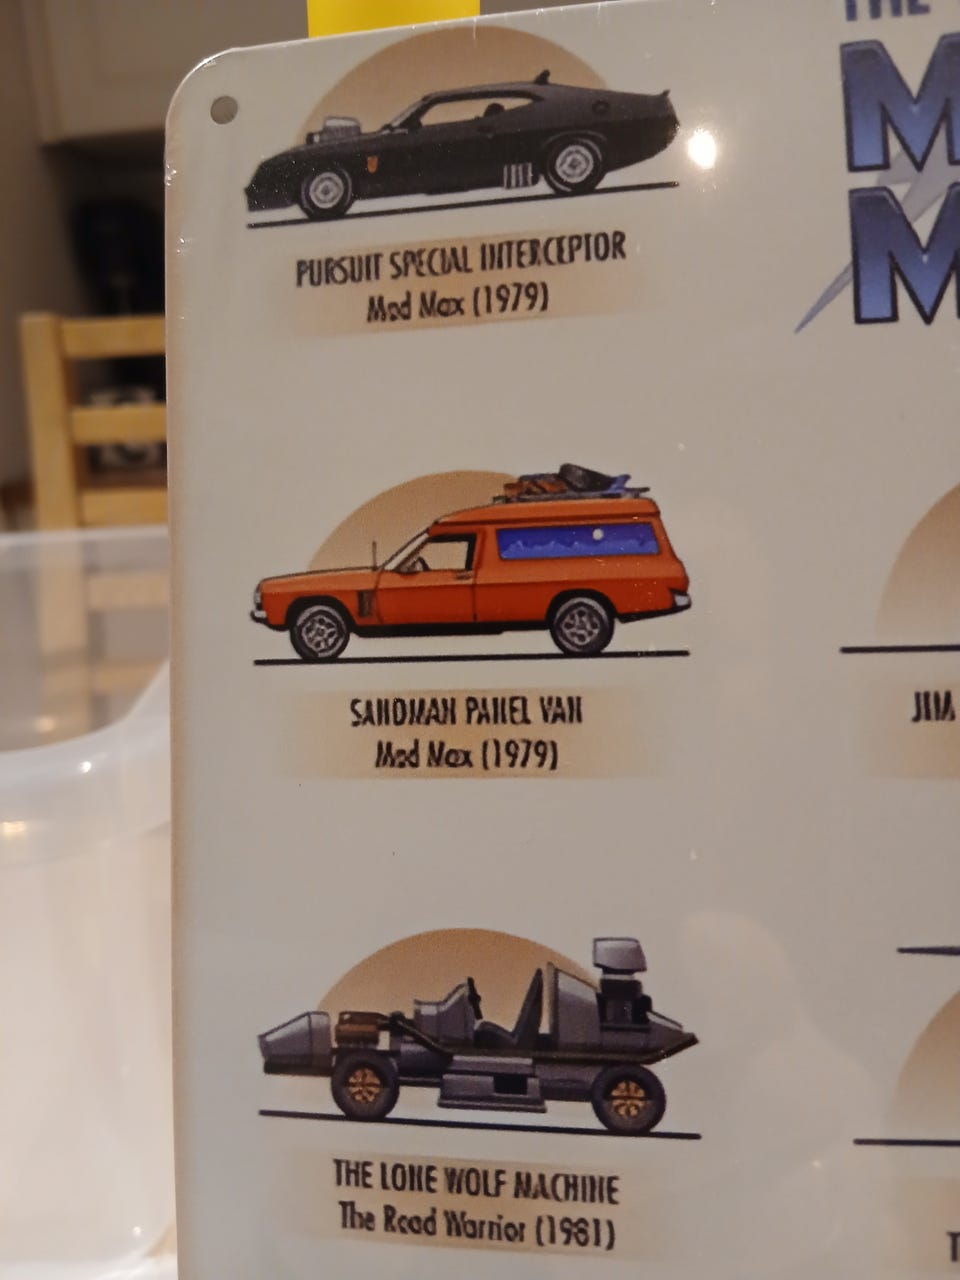 THE
M
M
PURSUIT SPECIAL INTERCEPTOR
Mad Max (1979)
SANDMAN PANEL VAN
Mad Max (1979)
JIM
THE LONE WOLF MACHINE
The Road Warrior (1981)
T